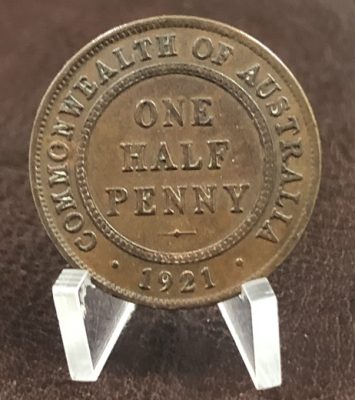 COMMONWEALTH OF AUSTRALIA
ONE
HALF
PENNY
· 1921 ·